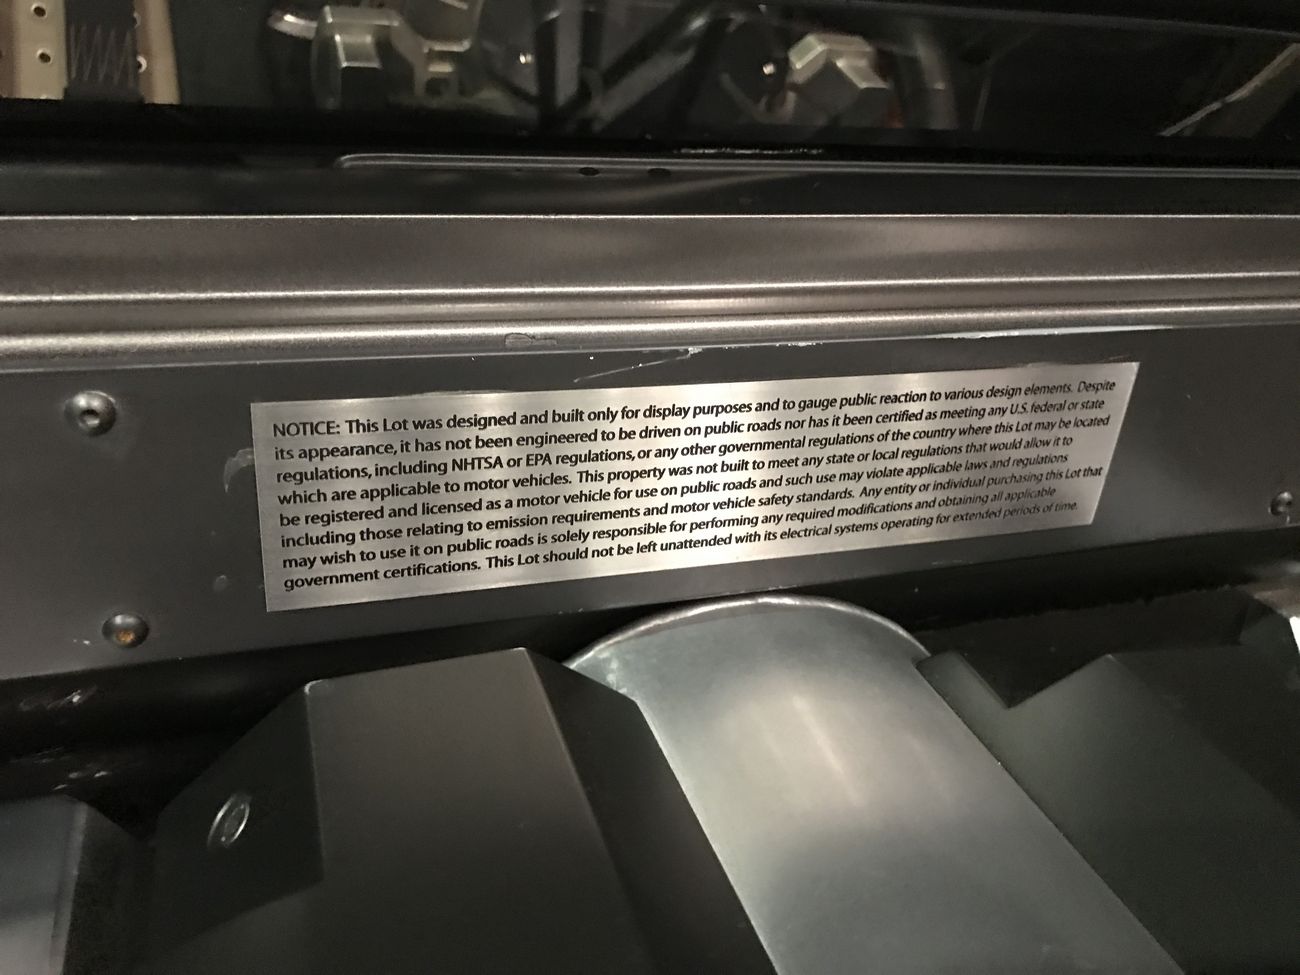 NOTICE: This Lot was designed and built only for display purposes and to gauge public reaction to various design elements. Despite
its appearance, it has not been engineered to be driven on public roads nor has it been certified as meeting any U.S. federal or state
regulations, including NHTSA or EPA regulations, or any other governmental regulations of the country where this Lot may be located
which are applicable to motor vehicles. This property was not built to meet any state or local regulations that would allow it to
be registered and licensed as a motor vehicle for use on public roads and such use may violate applicable laws and regulations
including those relating to emission requirements and motor vehicle safety standards. Any entity or individual purchasing this Lot that
may wish to use it on public roads is solely responsible for performing any required modifications and obtaining all applicable
government certifications. This Lot should not be left unattended with its electrical systems operating for extended periods of time.